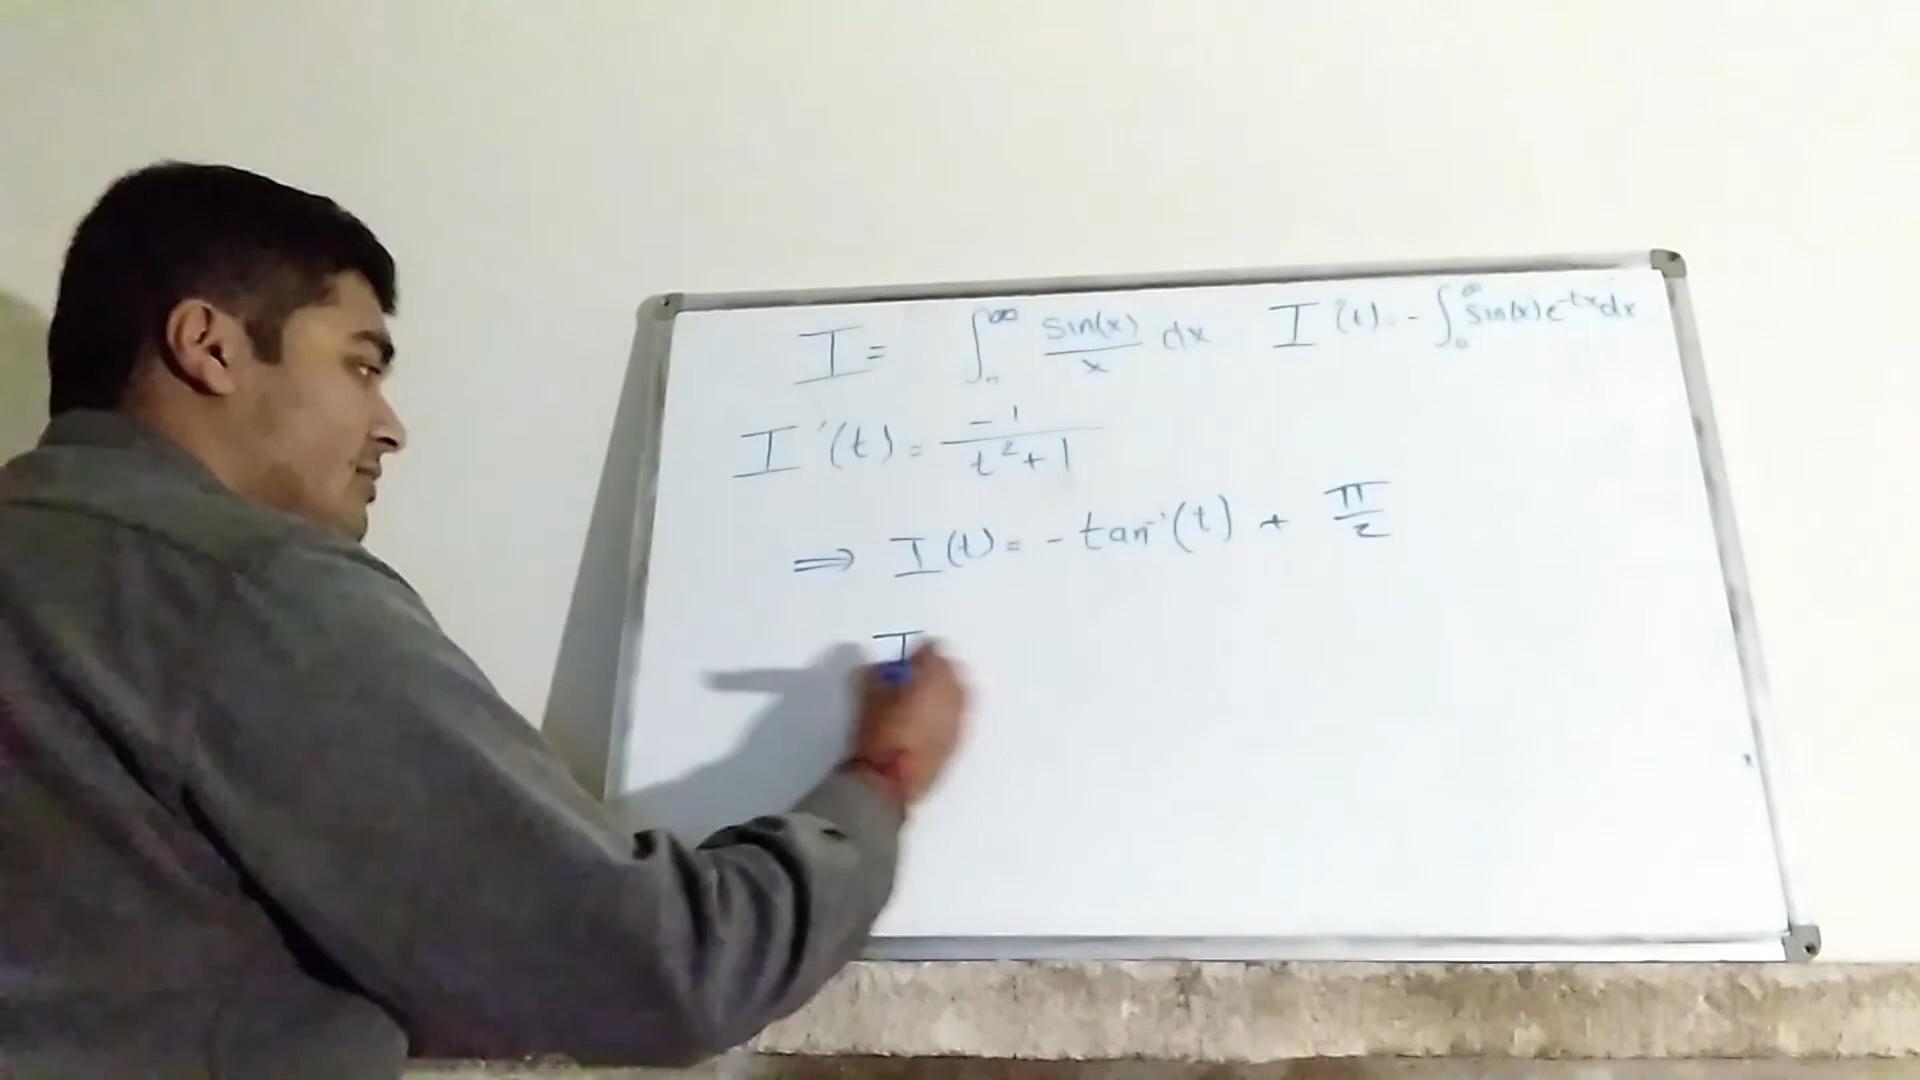 I = ∫₀^∞ sin(x)/x dx I'(t) = -∫₀^∞ sin(x)e^-tx dx
I'(t) = -1/(t²+1)
⇒ I(t) = -tan⁻¹(t) + π/2
I